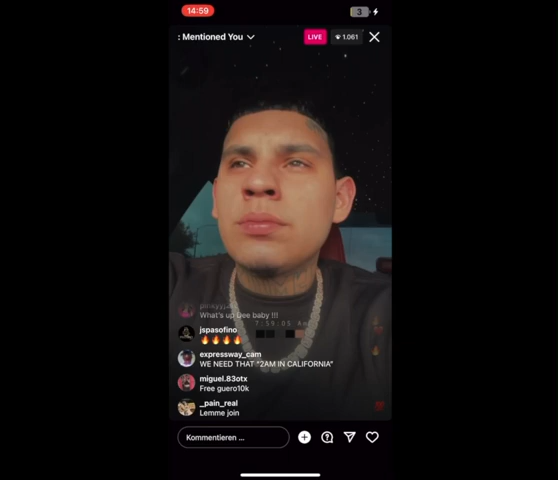 14:59
3
: Mentioned You
LIVE
1.061
What's up Dee baby !!!
jspasofino
🔥🔥🔥🔥
expressway_cam
WE NEED THAT "2AM IN CALIFORNIA"
miguel.83otx
Free guero10k
_pain_real
Lemme join
Kommentieren ...